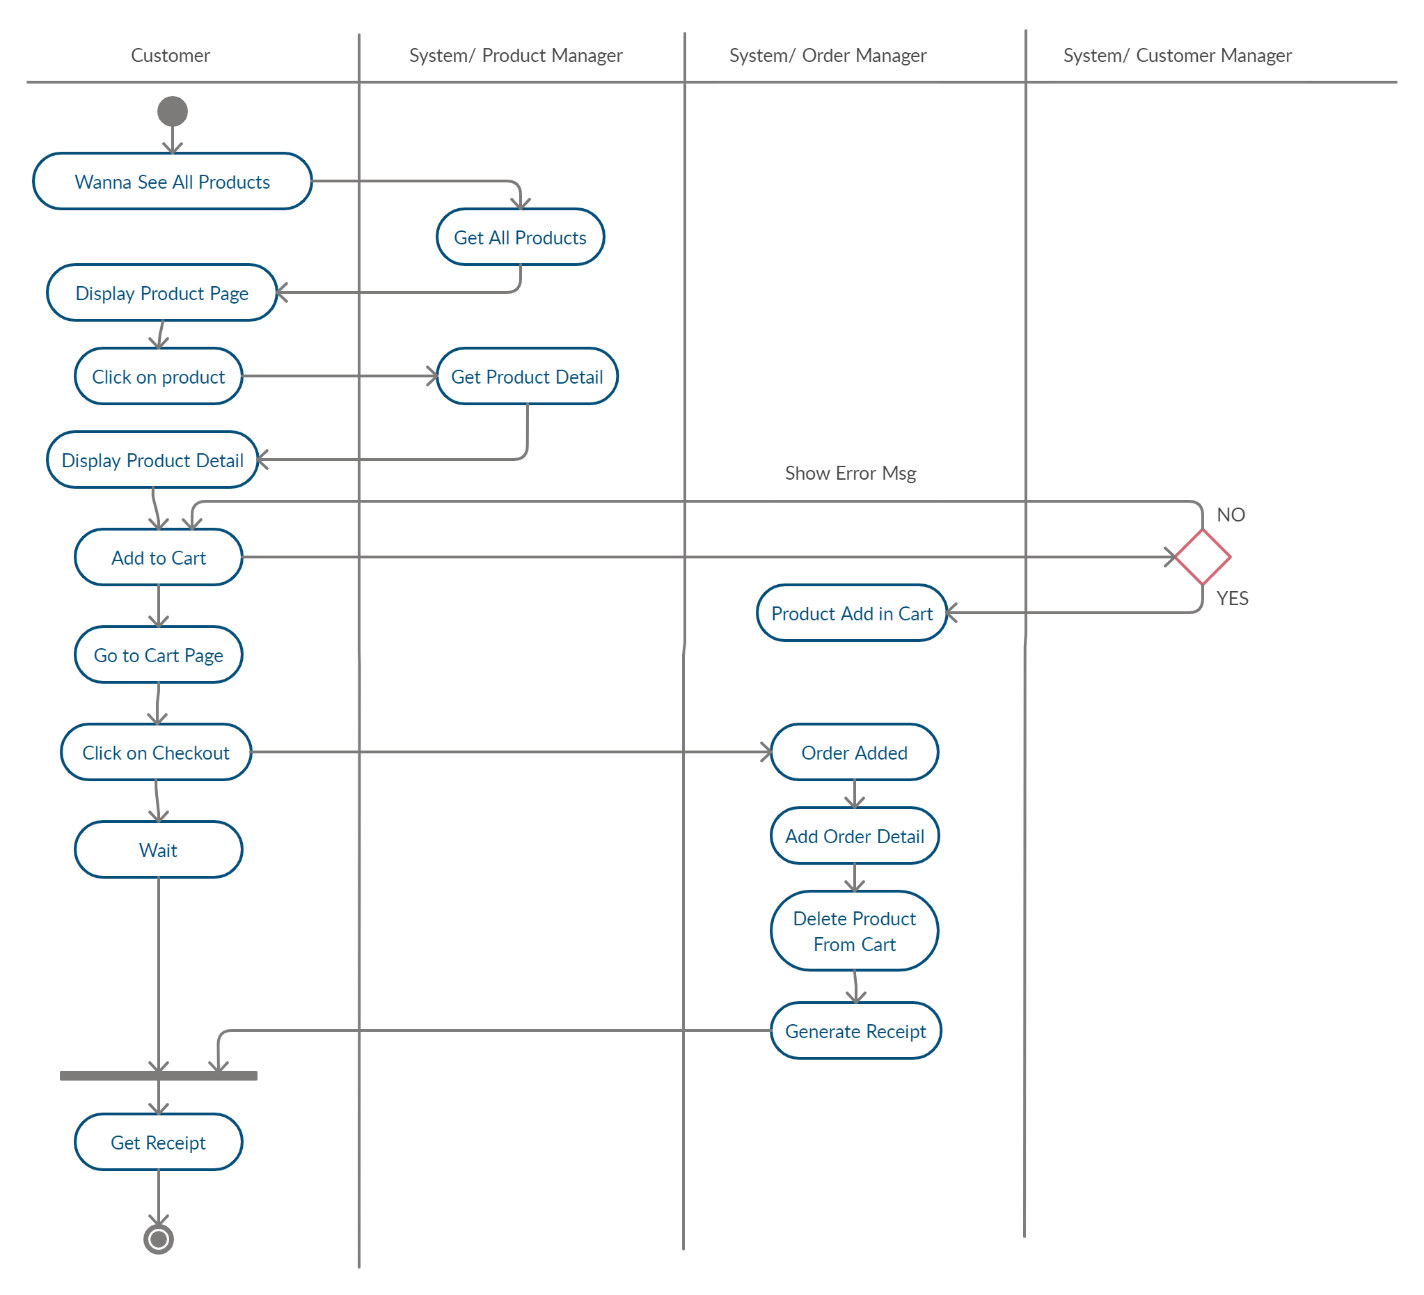 Customer
System/ Product Manager
System/ Order Manager
System/ Customer Manager
Wanna See All Products
Get All Products
Display Product Page
Click on product
Get Product Detail
Display Product Detail
Show Error Msg
NO
Add to Cart
YES
Product Add in Cart
Go to Cart Page
Click on Checkout
Order Added
Add Order Detail
Wait
Delete Product
From Cart
Generate Receipt
Get Receipt